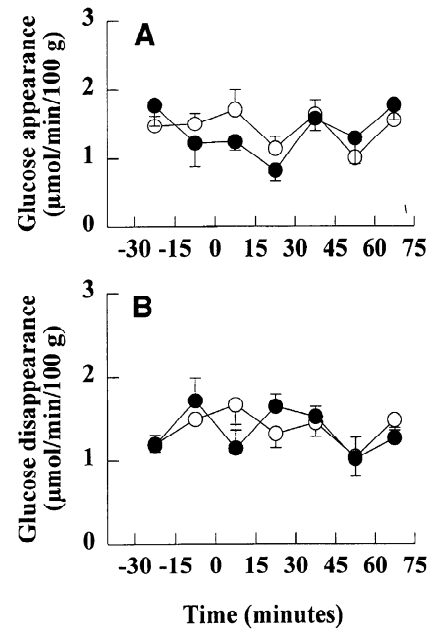 A
Glucose appearance
(μmol/min/100 g)
3
2
1
0
-30 -15 0 15 30 45 60 75
B
Glucose disappearance
(μmol/min/100 g)
3
2
1
0
-30 -15 0 15 30 45 60 75
Time (minutes)